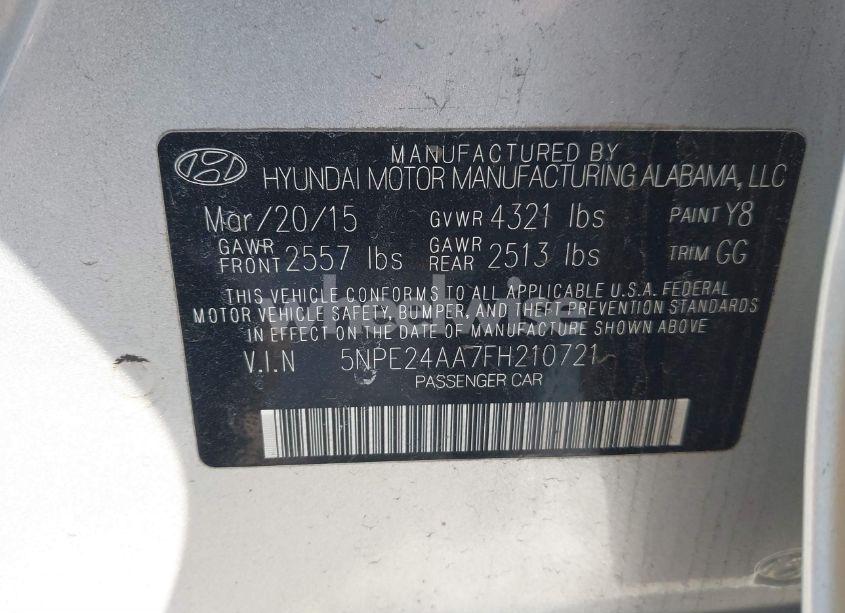 MANUFACTURED BY
HYUNDAI MOTOR MANUFACTURING ALABAMA, LLC
Mar/20/15 GVWR 4321 lbs PAINT Y8
GAWR FRONT 2557 lbs GAWR REAR 2513 lbs TRIM GG
THIS VEHICLE CONFORMS TO ALL APPLICABLE U.S.A. FEDERAL
MOTOR VEHICLE SAFETY, BUMPER, AND THEFT PREVENTION STANDARDS
IN EFFECT ON THE DATE OF MANUFACTURE SHOWN ABOVE
V.I.N 5NPE24AA7FH210721
PASSENGER CAR